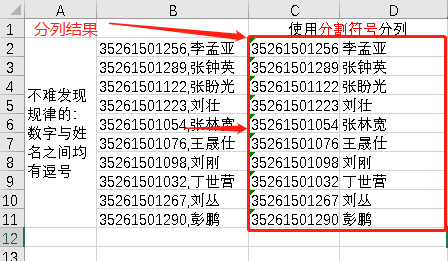 A B C D
1 分列结果 使用分割符号分列
2 35261501256,李孟亚 35261501256 李孟亚
3 35261501289,张钟英 35261501289 张钟英
4 不难发现 35261501122,张盼光 35261501122 张盼光
5 规律的: 35261501223,刘壮 35261501223 刘壮
6 数字与姓 35261501054,张林宽 35261501054 张林宽
7 名之间均 35261501076,王晟仕 35261501076 王晟仕
8 有逗号 35261501098,刘刚 35261501098 刘刚
9 35261501032,丁世营 35261501032 丁世营
10 35261501267,刘丛 35261501267 刘丛
11 35261501290,彭鹏 35261501290 彭鹏
12
13